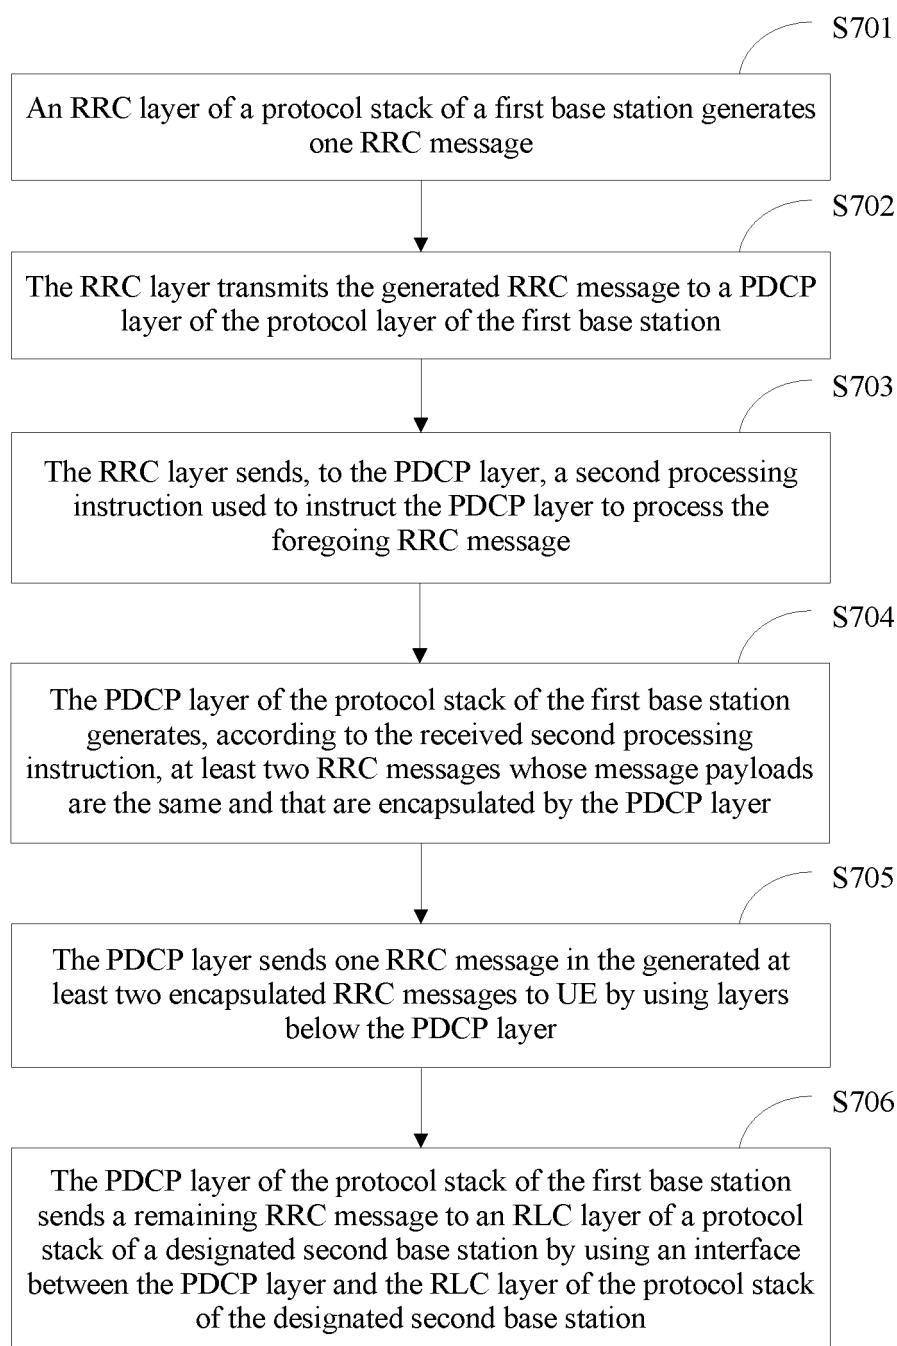 S701
An RRC layer of a protocol stack of a first base station generates
one RRC message
S702
The RRC layer transmits the generated RRC message to a PDCP
layer of the protocol layer of the first base station
S703
The RRC layer sends, to the PDCP layer, a second processing
instruction used to instruct the PDCP layer to process the
foregoing RRC message
S704
The PDCP layer of the protocol stack of the first base station
generates, according to the received second processing
instruction, at least two RRC messages whose message payloads
are the same and that are encapsulated by the PDCP layer
S705
The PDCP layer sends one RRC message in the generated at
least two encapsulated RRC messages to UE by using layers
below the PDCP layer
S706
The PDCP layer of the protocol stack of the first base station
sends a remaining RRC message to an RLC layer of a protocol
stack of a designated second base station by using an interface
between the PDCP layer and the RLC layer of the protocol stack
of the designated second base station